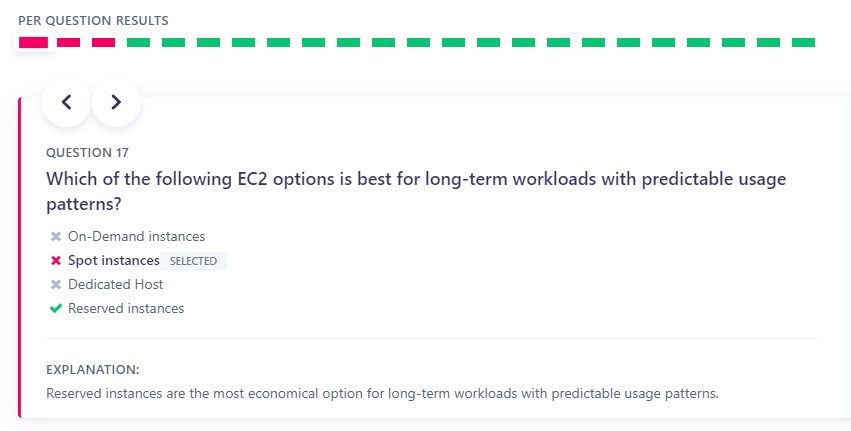 PER QUESTION RESULTS
QUESTION 17
Which of the following EC2 options is best for long-term workloads with predictable usage
patterns?
On-Demand instances
Spot instances SELECTED
Dedicated Host
Reserved instances
EXPLANATION:
Reserved instances are the most economical option for long-term workloads with predictable usage patterns.